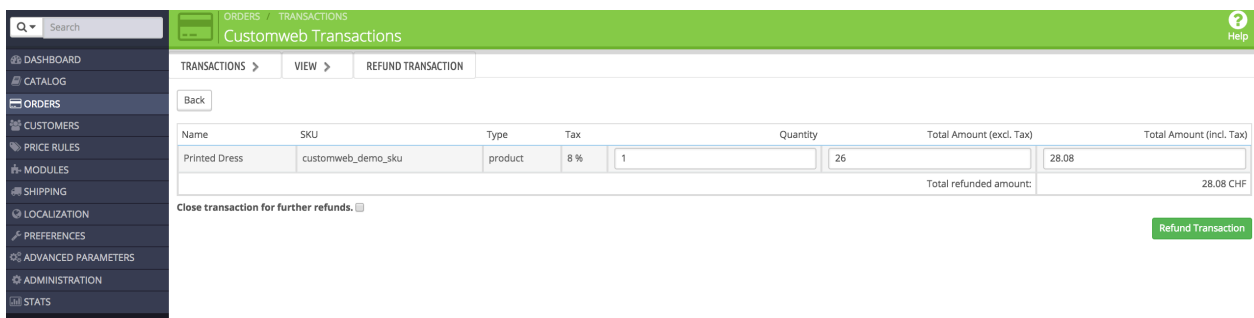 Search
ORDERS / TRANSACTIONS
Customweb Transactions
Help
DASHBOARD
CATALOG
ORDERS
CUSTOMERS
PRICE RULES
MODULES
SHIPPING
LOCALIZATION
PREFERENCES
ADVANCED PARAMETERS
ADMINISTRATION
STATS
TRANSACTIONS > VIEW > REFUND TRANSACTION
Back
Name SKU Type Tax Quantity Total Amount (excl. Tax) Total Amount (incl. Tax)
Printed Dress customweb_demo_sku product 8 % 1 26 28.08
Total refunded amount: 28.08 CHF
Close transaction for further refunds.
Refund Transaction